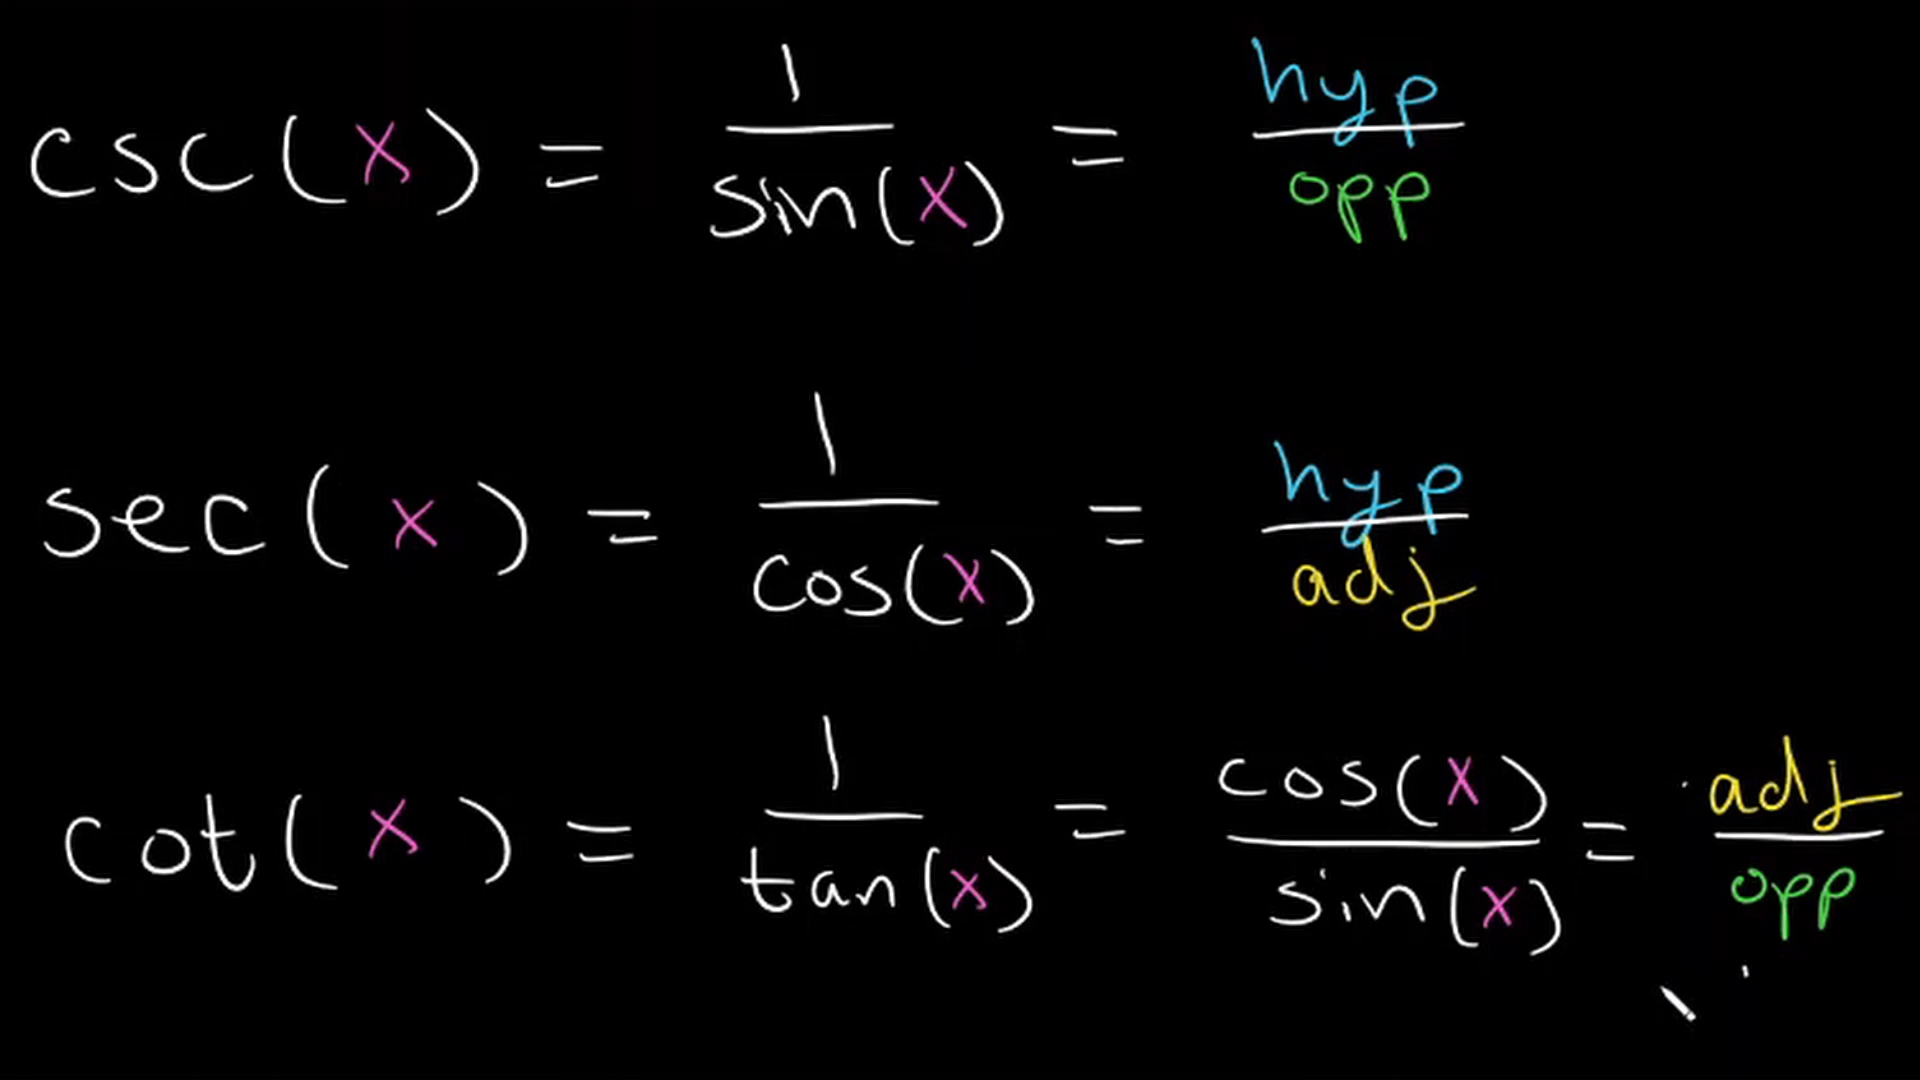 csc(x) = 1/sin(x) = hyp/opp
sec(x) = 1/cos(x) = hyp/adj
cot(x) = 1/tan(x) = cos(x)/sin(x) = adj/opp